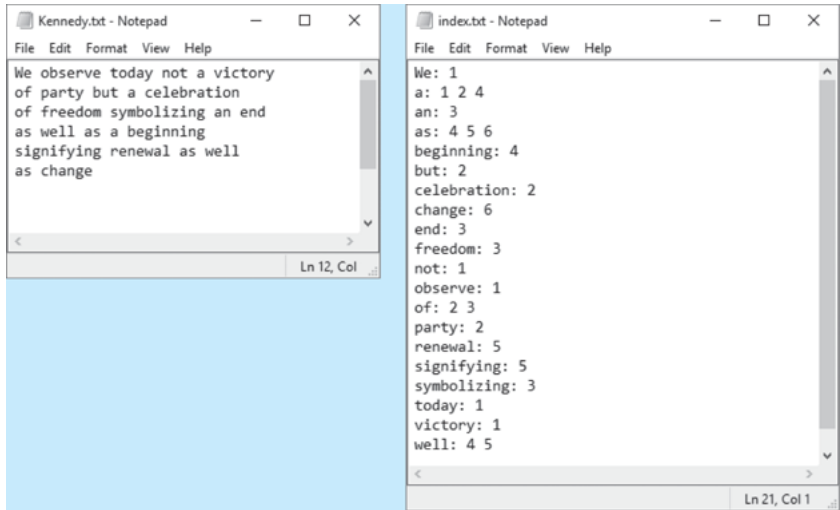 Kennedy.txt - Notepad
File Edit Format View Help
We observe today not a victory
of party but a celebration
of freedom symbolizing an end
as well as a beginning
signifying renewal as well
as change
Ln 12, Col
index.txt - Notepad
File Edit Format View Help
We: 1
a: 1 2 4
an: 3
as: 4 5 6
beginning: 4
but: 2
celebration: 2
change: 6
end: 3
freedom: 3
not: 1
observe: 1
of: 2 3
party: 2
renewal: 5
signifying: 5
symbolizing: 3
today: 1
victory: 1
well: 4 5
Ln 21, Col 1